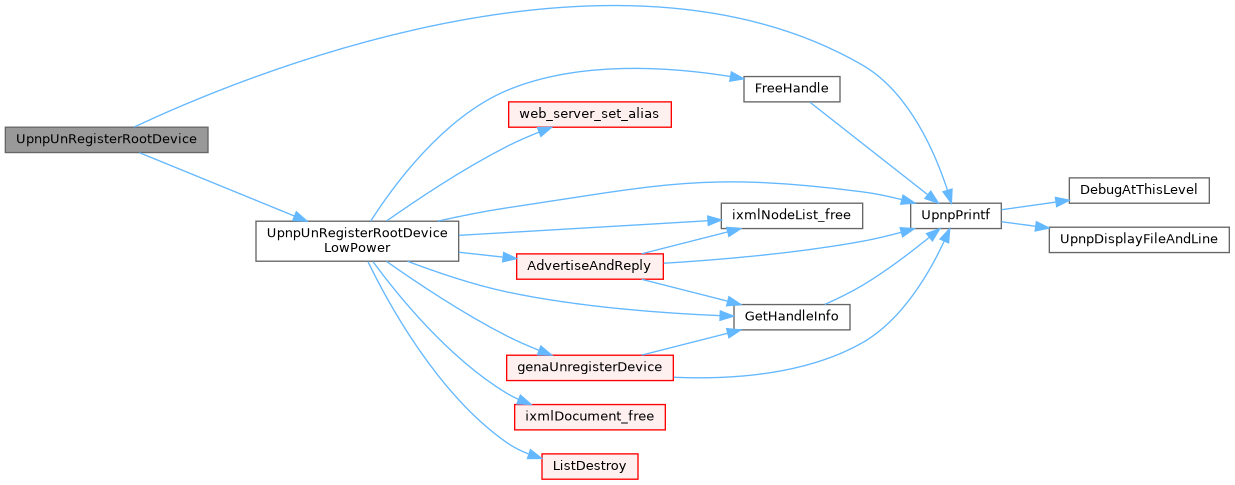 UpnpUnRegisterRootDevice
UpnpUnRegisterRootDevice
LowPower
FreeHandle
web_server_set_alias
ixmlNodeList_free
AdvertiseAndReply
GetHandleInfo
genaUnregisterDevice
ixmlDocument_free
ListDestroy
UpnpPrintf
DebugAtThisLevel
UpnpDisplayFileAndLine